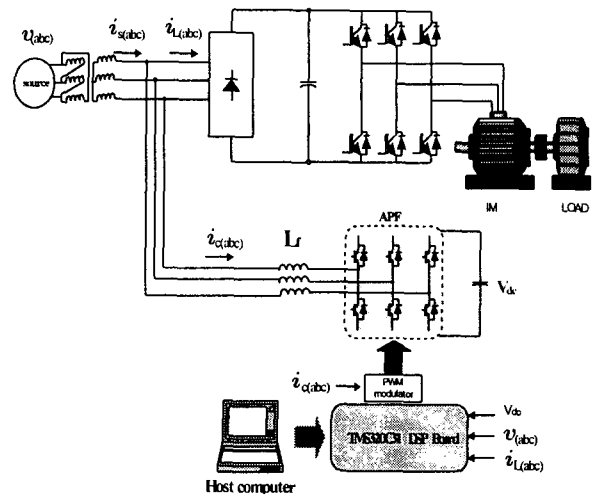 v(abc)
is(abc)
iL(abc)
source
IM
LOAD
APF
ic(abc)
Lf
Vdc
ic(abc)
PWM
modulator
Vdc
TMS320C31 DSP Board
v(abc)
iL(abc)
Host computer